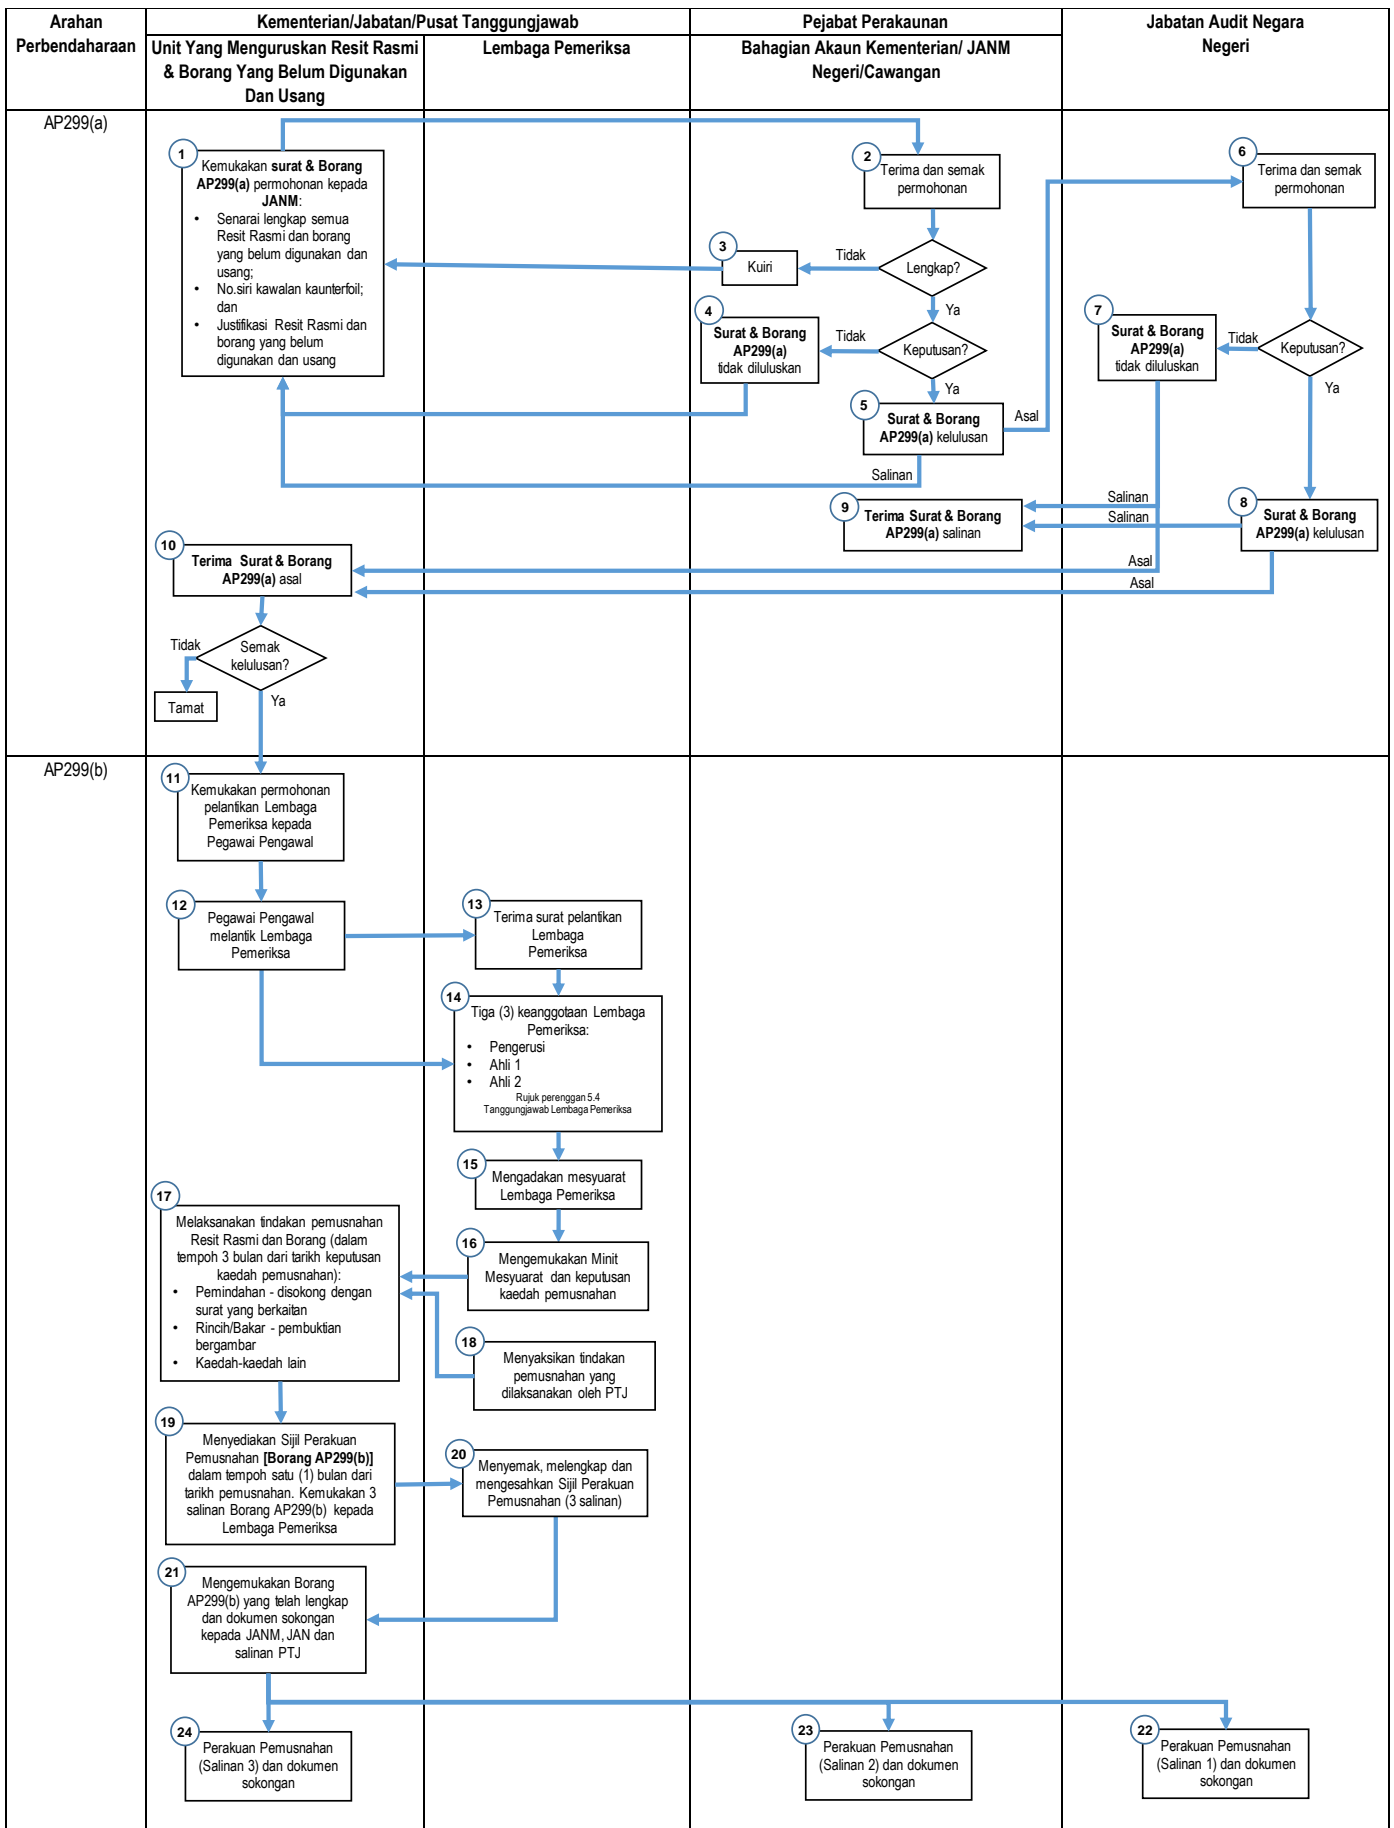 Arahan
Perbendaharaan
Kementerian/Jabatan/Pusat Tanggungjawab
Pejabat Perakaunan
Jabatan Audit Negara
Negeri
Unit Yang Menguruskan Resit Rasmi
& Borang Yang Belum Digunakan
Dan Usang
Lembaga Pemeriksa
Bahagian Akaun Kementerian/ JANM
Negeri/Cawangan
AP299(a)
1
Kemukakan surat & Borang
AP299(a) permohonan kepada
JANM:
• Senarai lengkap semua
Resit Rasmi dan borang
yang belum digunakan dan
usang;
• No.siri kawalan kaunterfoil;
dan
• Justifikasi Resit Rasmi dan
borang yang belum
digunakan dan usang
2
Terima dan semak
permohonan
Lengkap?
Tidak
3
Kuiri
Ya
Keputusan?
Tidak
4
Surat & Borang
AP299(a)
tidak diluluskan
Ya
5
Surat & Borang
AP299(a) kelulusan
Asal
Salinan
6
Terima dan semak
permohonan
Keputusan?
Tidak
7
Surat & Borang
AP299(a)
tidak diluluskan
Ya
8
Surat & Borang
AP299(a) kelulusan
Salinan
Salinan
9
Terima Surat & Borang
AP299(a) salinan
Asal
Asal
10
Terima Surat & Borang
AP299(a) asal
Semak
kelulusan?
Tidak
Tamat
Ya
AP299(b)
11
Kemukakan permohonan
pelantikan Lembaga
Pemeriksa kepada
Pegawai Pengawal
12
Pegawai Pengawal
melantik Lembaga
Pemeriksa
13
Terima surat pelantikan
Lembaga
Pemeriksa
14
Tiga (3) keanggotaan Lembaga
Pemeriksa:
• Pengerusi
• Ahli 1
• Ahli 2
Rujuk perenggan 5.4
Tanggungjawab Lembaga Pemeriksa
15
Mengadakan mesyuarat
Lembaga Pemeriksa
16
Mengemukakan Minit
Mesyuarat dan keputusan
kaedah pemusnahan
17
Melaksanakan tindakan pemusnahan
Resit Rasmi dan Borang (dalam
tempoh 3 bulan dari tarikh keputusan
kaedah pemusnahan):
• Pemindahan - disokong dengan
surat yang berkaitan
• Rincih/Bakar - pembuktian
bergambar
• Kaedah-kaedah lain
18
Menyaksikan tindakan
pemusnahan yang
dilaksanakan oleh PTJ
19
Menyediakan Sijil Perakuan
Pemusnahan [Borang AP299(b)]
dalam tempoh satu (1) bulan dari
tarikh pemusnahan. Kemukakan 3
salinan Borang AP299(b) kepada
Lembaga Pemeriksa
20
Menyemak, melengkap dan
mengesahkan Sijil Perakuan
Pemusnahan (3 salinan)
21
Mengemukakan Borang
AP299(b) yang telah lengkap
dan dokumen sokongan
kepada JANM, JAN dan
salinan PTJ
24
Perakuan Pemusnahan
(Salinan 3) dan dokumen
sokongan
23
Perakuan Pemusnahan
(Salinan 2) dan dokumen
sokongan
22
Perakuan Pemusnahan
(Salinan 1) dan dokumen
sokongan